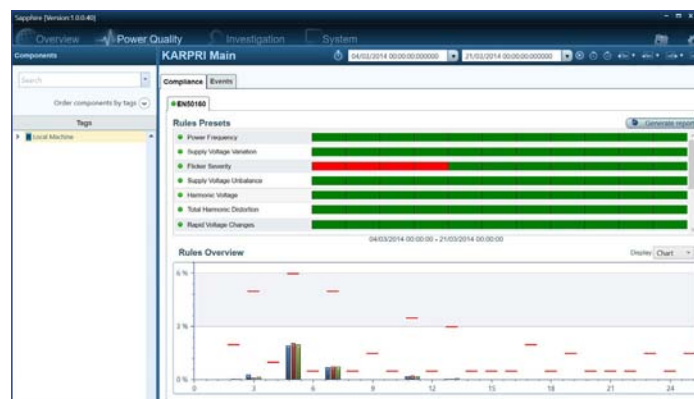 Sapphire [Version:1.0.0.40]
Overview Power Quality Investigation System
Components
KARPRI Main
04/03/2014 00:00:00.000000
21/03/2014 00:00:00.000000
Search
Order components by tags
Tags
Local Machine
Compliance Events
EN50160
Rules Presets
Generate report
Power Frequency
Supply Voltage Variation
Flicker Severity
Supply Voltage Unbalance
Harmonic Voltage
Total Harmonic Distortion
Rapid Voltage Changes
04/03/2014 00:00:00 - 21/03/2014 00:00:00
Rules Overview
Display Chart
6 %
3 %
0 %
0 3 6 9 12 15 18 21 24